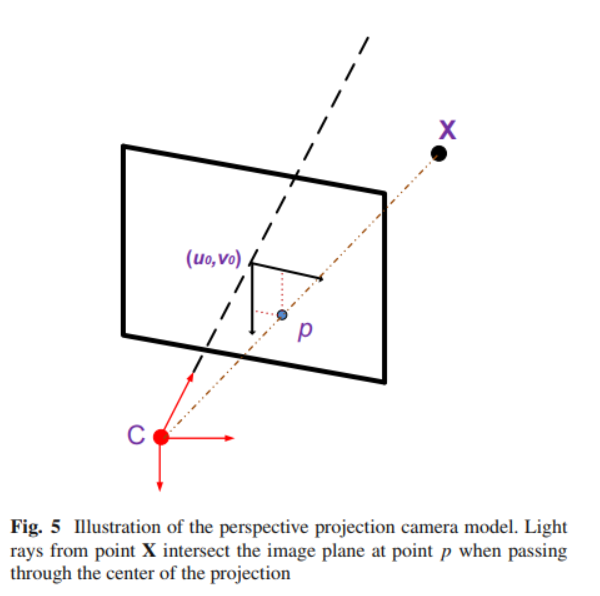 X
(u₀,v₀)
p
C
Fig. 5 Illustration of the perspective projection camera model. Light
rays from point X intersect the image plane at point p when passing
through the center of the projection